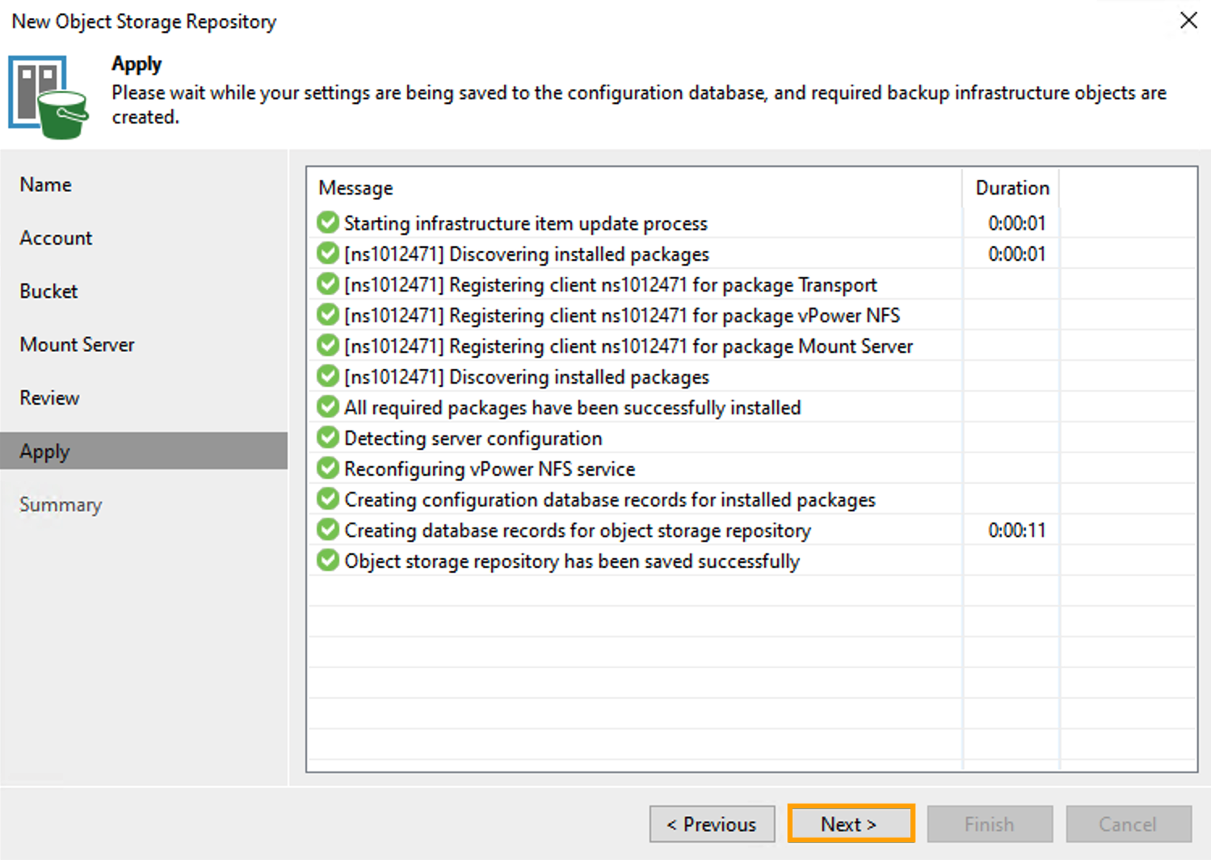 New Object Storage Repository
Apply
Please wait while your settings are being saved to the configuration database, and required backup infrastructure objects are
created.
Name
Account
Bucket
Mount Server
Review
Apply
Summary
Message Duration
Starting infrastructure item update process 0:00:01
[ns1012471] Discovering installed packages 0:00:01
[ns1012471] Registering client ns1012471 for package Transport
[ns1012471] Registering client ns1012471 for package vPower NFS
[ns1012471] Registering client ns1012471 for package Mount Server
[ns1012471] Discovering installed packages
All required packages have been successfully installed
Detecting server configuration
Reconfiguring vPower NFS service
Creating configuration database records for installed packages
Creating database records for object storage repository 0:00:11
Object storage repository has been saved successfully
< Previous Next > Finish Cancel